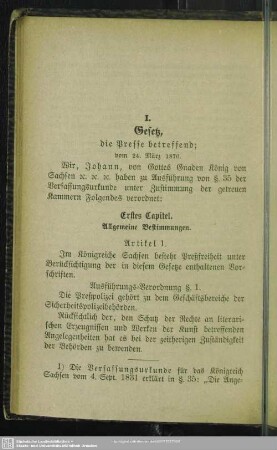 I.
Gesetz,
die Presse betreffend;
vom 24. März 1870.
Wir, Johann, von Gottes Gnaden König von
Sachsen ꝛc. ꝛc. ꝛc. haben zu Ausführung von § 35 der
Verfassungsurkunde unter Zustimmung der getreuen
Kammern Folgendes verordnet:
Erstes Capitel.
Allgemeine Bestimmungen.
Artikel 1.
Im Königreiche Sachsen besteht Preßfreiheit unter
Berücksichtigung der in diesem Gesetze enthaltenen Vor-
schriften.
Ausführungs-Verordnung § 1.
Die Preßpolizei gehört zu dem Geschäftsbereiche der
Sicherheitspolizeibehörden.
Rücksichtlich der, den Schutz der Rechte an literari-
schen Erzeugnissen und Werken der Kunst betreffenden
Angelegenheiten hat es bei der zeitherigen Zuständigkeit
der Behörden zu bewenden.
1) Die Verfassungsurkunde für das Königreich
Sachsen vom 4. Sept. 1831 erklärt in § 35: „Die Ange-